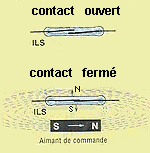 contact ouvert
ILS
contact fermé
N
S
ILS
S → N
Aimant de commande